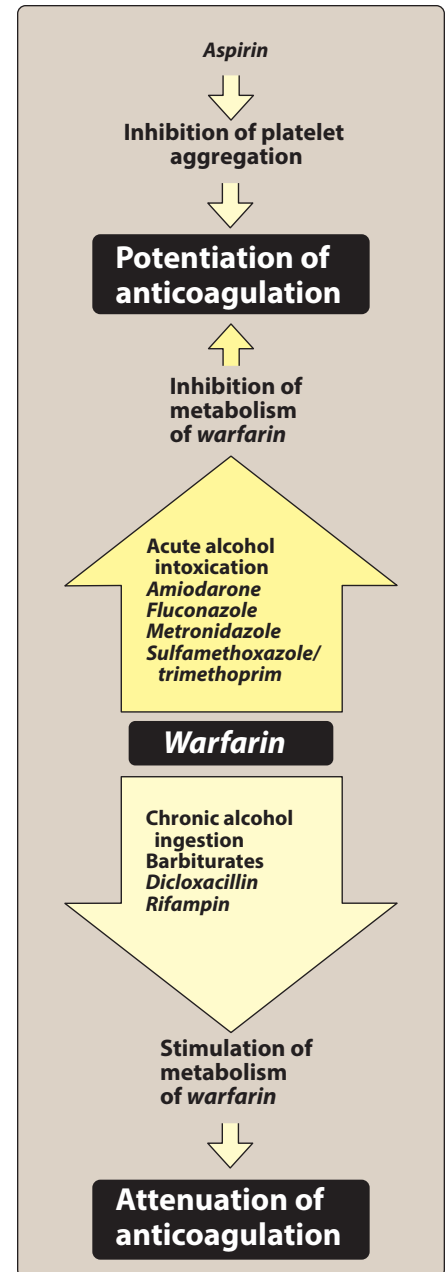 Aspirin
Inhibition of platelet
aggregation
Potentiation of
anticoagulation
Inhibition of
metabolism
of warfarin
Acute alcohol
intoxication
Amiodarone
Fluconazole
Metronidazole
Sulfamethoxazole/
trimethoprim
Warfarin
Chronic alcohol
ingestion
Barbiturates
Dicloxacillin
Rifampin
Stimulation of
metabolism
of warfarin
Attenuation of
anticoagulation